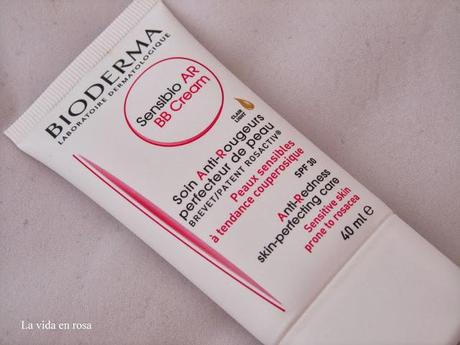 BIODERMA
LABORATOIRE DERMATOLOGIQUE
Sensibio AR
BB Cream
CLAIR
LIGHT
Soin Anti-Rougeurs
perfecteur de peau
BREVET/PATENT ROSACTIV®
Peaux sensibles
à tendance couperosique
SPF 30
Anti-Redness
skin-perfecting care
Sensitive skin
prone to rosacea
40 ml e
La vida en rosa